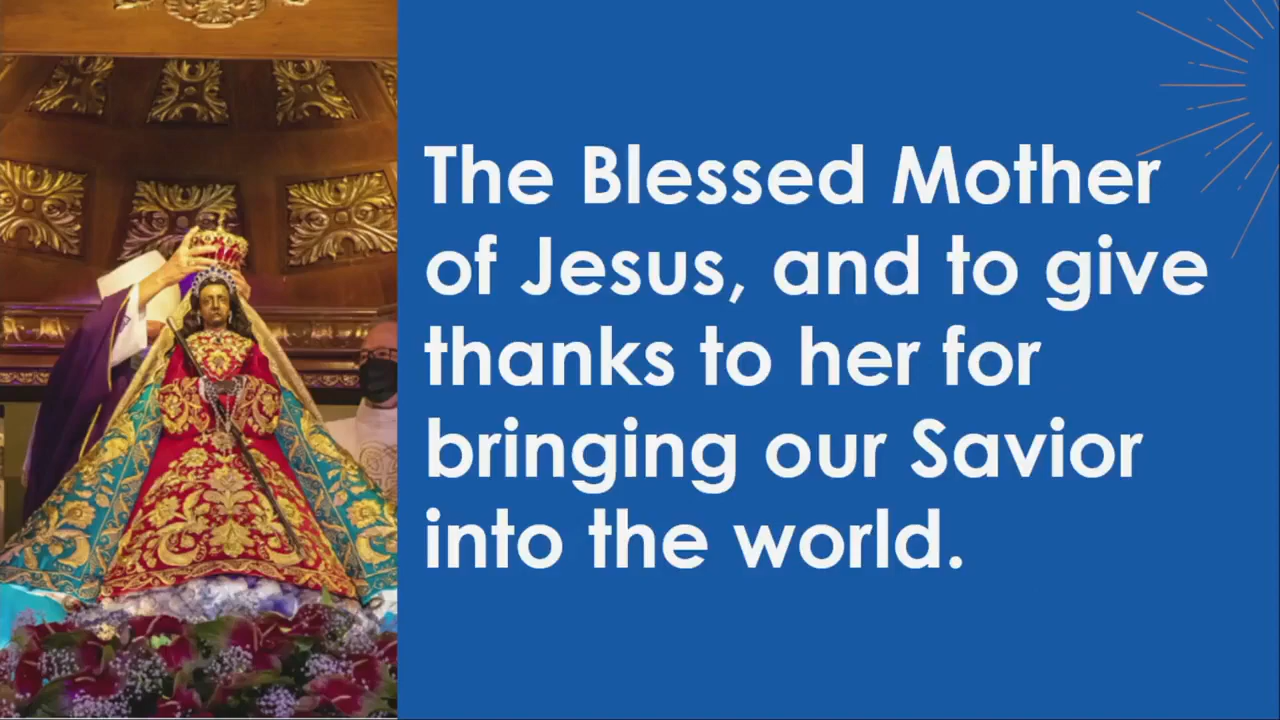 The Blessed Mother
of Jesus, and to give
thanks to her for
bringing our Savior
into the world.